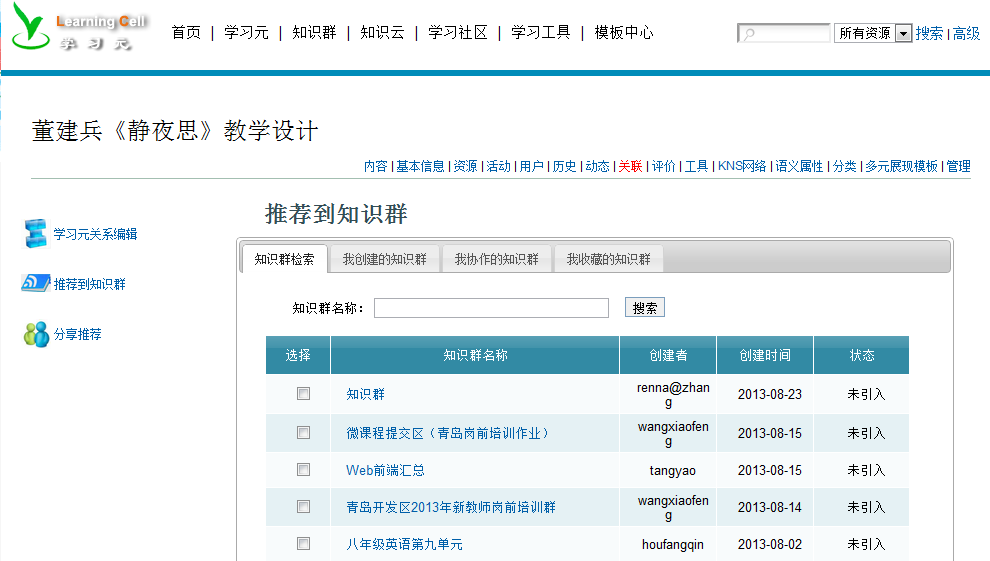 Learning Cell
学习元
首页 | 学习元 | 知识群 | 知识云 | 学习社区 | 学习工具 | 模板中心
所有资源 搜索 | 高级
董建兵《静夜思》教学设计
内容 | 基本信息 | 资源 | 活动 | 用户 | 历史 | 动态 | 关联 | 评价 | 工具 | KNS网络 | 语义属性 | 分类 | 多元展现模板 | 管理
学习元关系编辑
推荐到知识群
分享推荐
推荐到知识群
知识群检索 我创建的知识群 我协作的知识群 我收藏的知识群
知识群名称： 搜索
选择 知识群名称 创建者 创建时间 状态
知识群 renna@zhan 2013-08-23 未引入
g
微课程提交区（青岛岗前培训作业） wangxiaofen 2013-08-15 未引入
g
Web前端汇总 tangyao 2013-08-15 未引入
青岛开发区2013年新教师岗前培训群 wangxiaofen 2013-08-14 未引入
g
八年级英语第九单元 houfangqin 2013-08-02 未引入